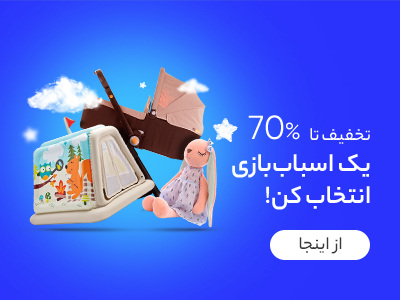 تخفیف تا 70%
یک اسباب‌بازی
انتخاب کن!
از اینجا